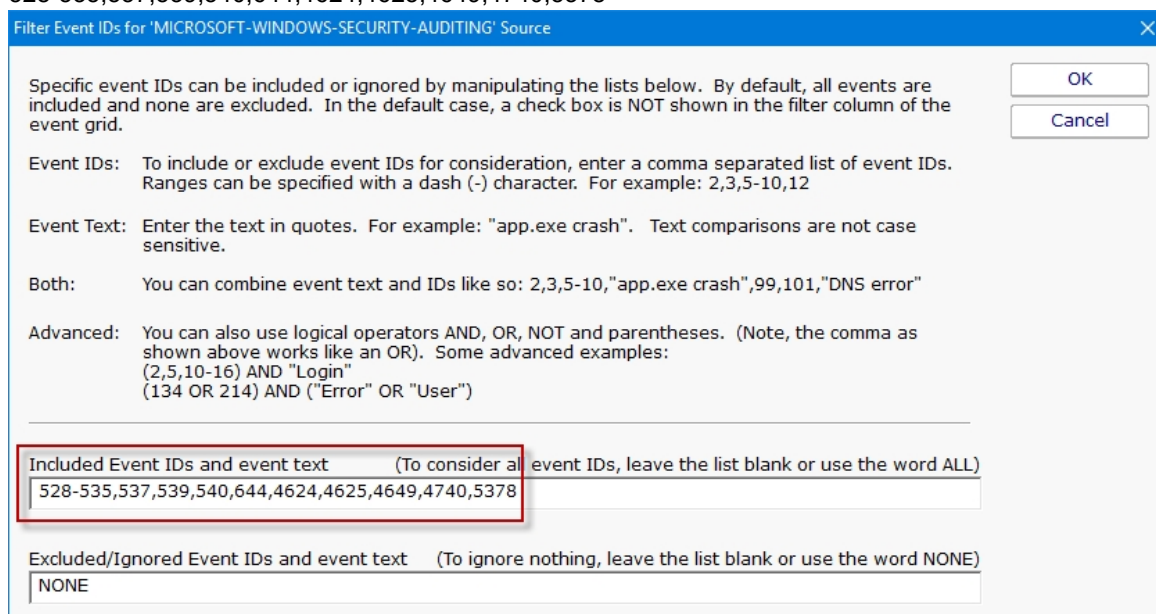 528-535,537,539,540,644,4624,4625,4649,4740,5378
Filter Event IDs for 'MICROSOFT-WINDOWS-SECURITY-AUDITING' Source
Specific event IDs can be included or ignored by manipulating the lists below. By default, all events are
OK
included and none are excluded. In the default case, a check box is NOT shown in the filter column of the
event grid.
Cancel
Event IDs: To include or exclude event IDs for consideration, enter a comma separated list of event IDs.
Ranges can be specified with a dash (-) character. For example: 2,3,5-10,12
Event Text: Enter the text in quotes. For example: "app.exe crash". Text comparisons are not case
sensitive.
Both: You can combine event text and IDs like so: 2,3,5-10,"app.exe crash",99,101,"DNS error"
Advanced: You can also use logical operators AND, OR, NOT and parentheses. (Note, the comma as
shown above works like an OR). Some advanced examples:
(2,5,10-16) AND "Login"
(134 OR 214) AND ("Error" OR "User")
Included Event IDs and event text (To consider all event IDs, leave the list blank or use the word ALL)
528-535,537,539,540,644,4624,4625,4649,4740,5378
Excluded/Ignored Event IDs and event text (To ignore nothing, leave the list blank or use the word NONE)
NONE